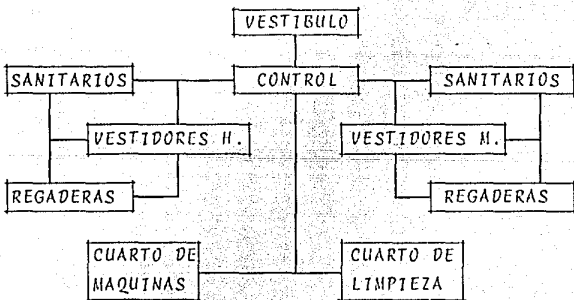 VESTIBULO
SANITARIOS
CONTROL
SANITARIOS
VESTIDORES H.
VESTIDORES M.
REGADERAS
REGADERAS
CUARTO DE
MAQUINAS
CUARTO DE
LIMPIEZA